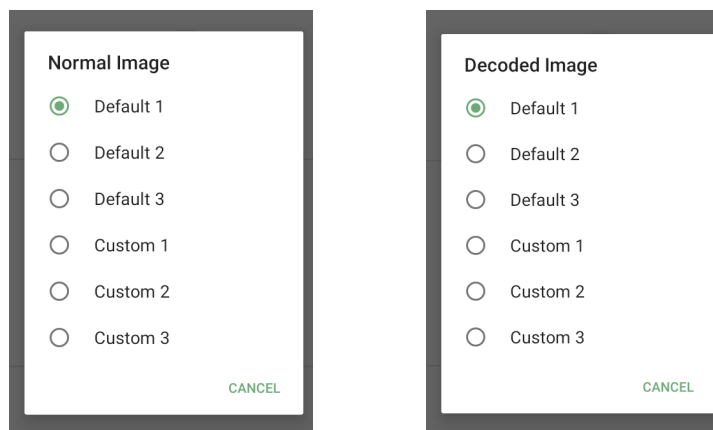 Normal Image
Default 1
Default 2
Default 3
Custom 1
Custom 2
Custom 3
CANCEL
Decoded Image
Default 1
Default 2
Default 3
Custom 1
Custom 2
Custom 3
CANCEL